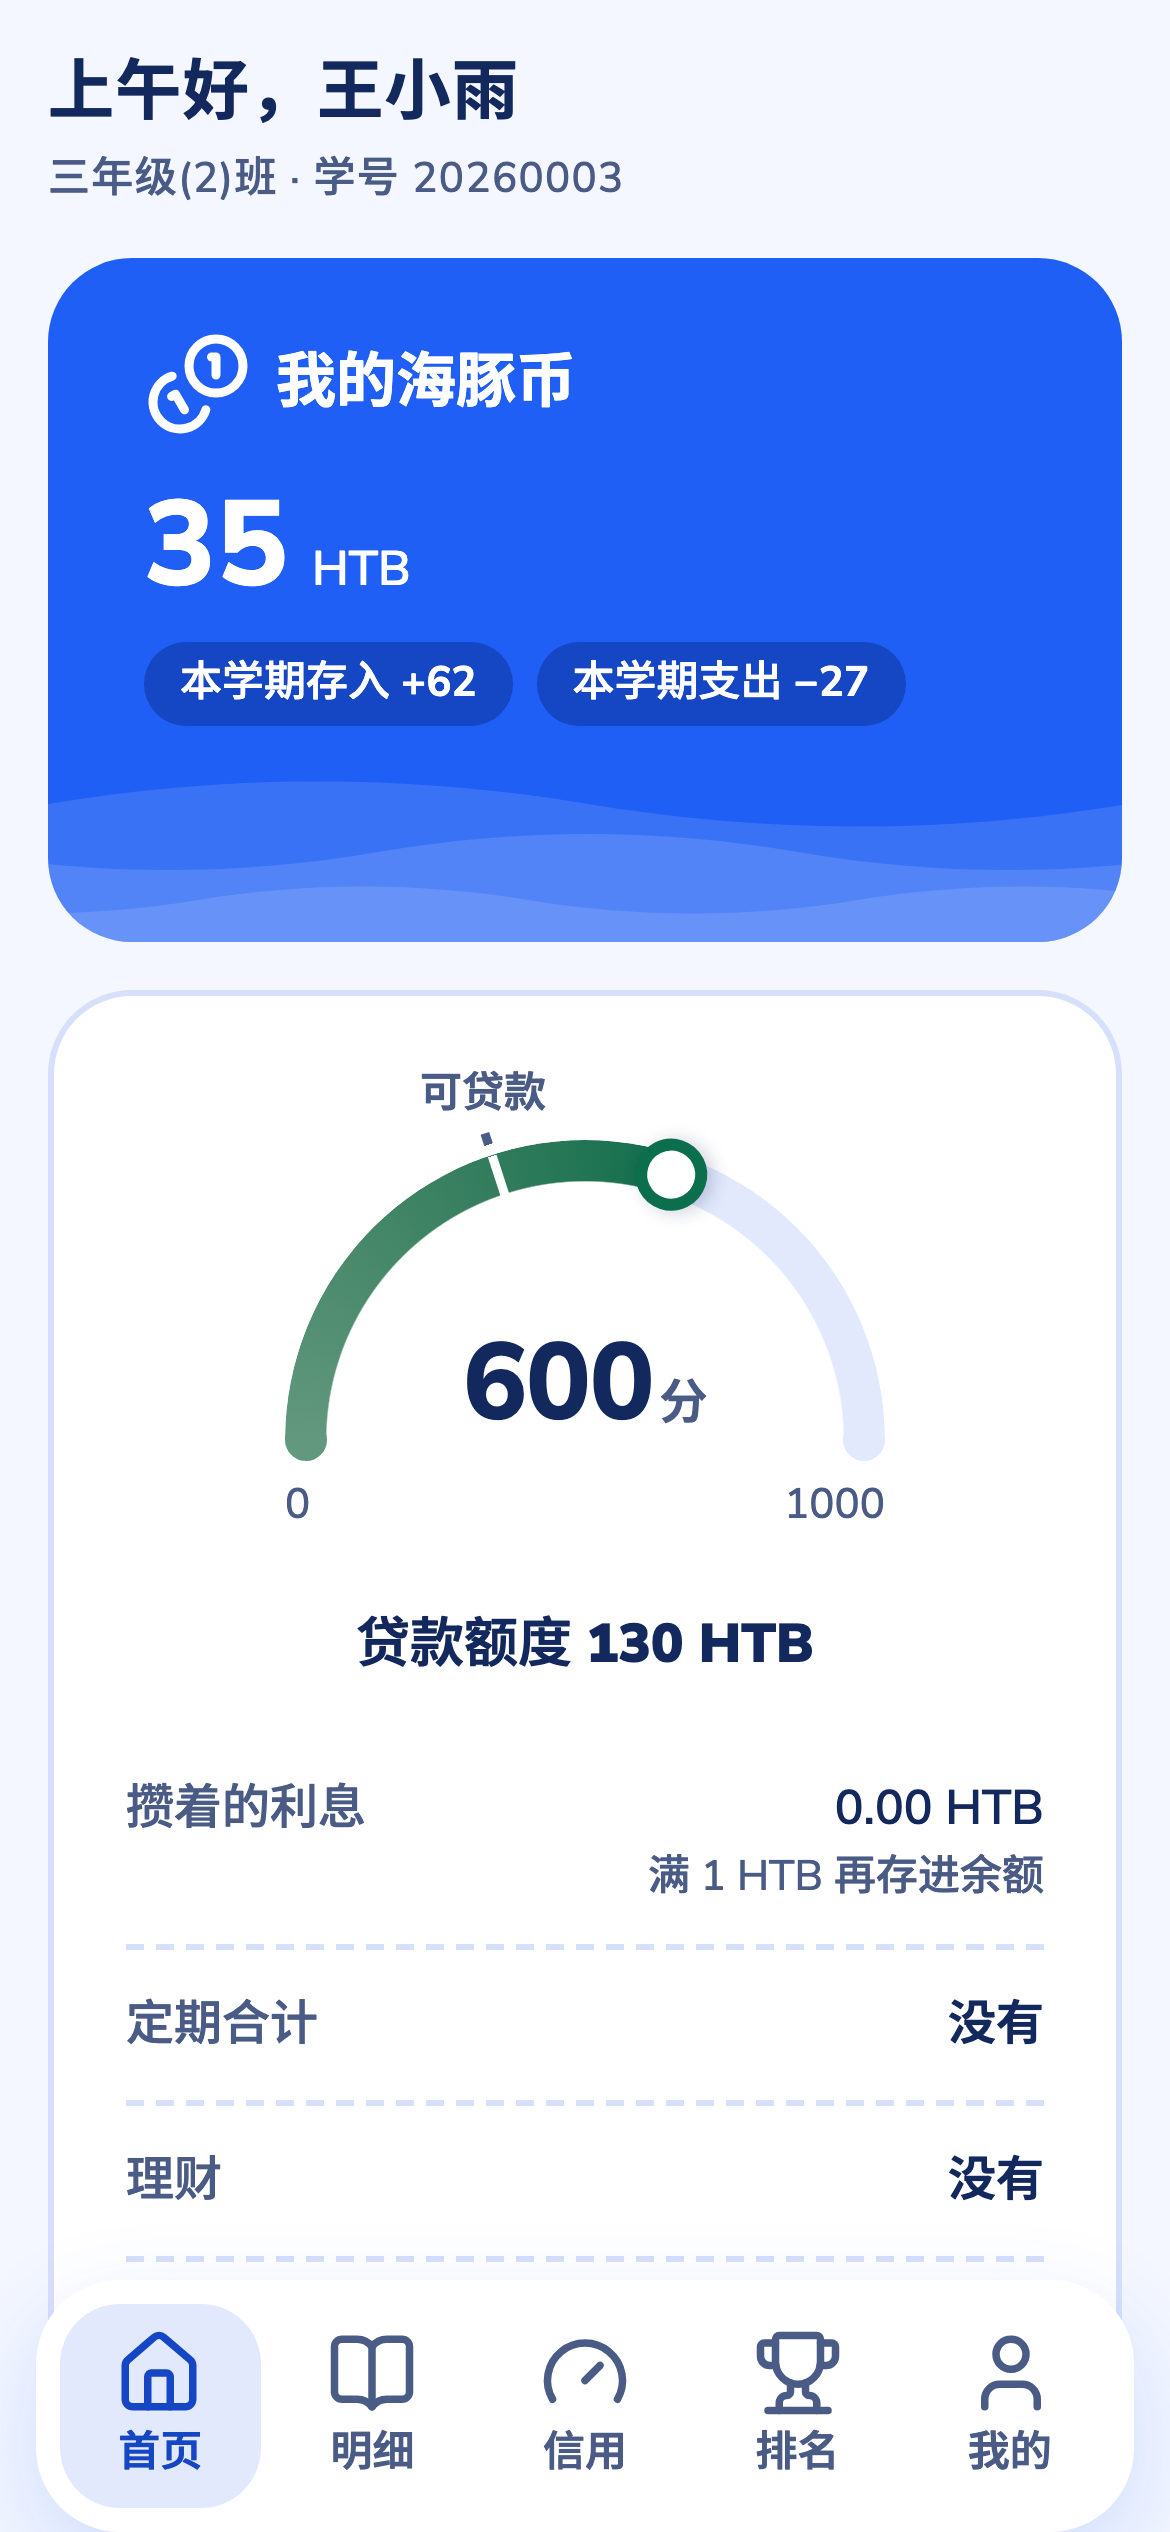 上午好，王小雨
三年级(2)班 · 学号 20260003
我的海豚币
35 HTB
本学期存入 +62
本学期支出 −27
可贷款
600分
0
1000
贷款额度 130 HTB
攒着的利息
0.00 HTB
满 1 HTB 再存进余额
定期合计
没有
理财
没有
首页
明细
信用
排名
我的